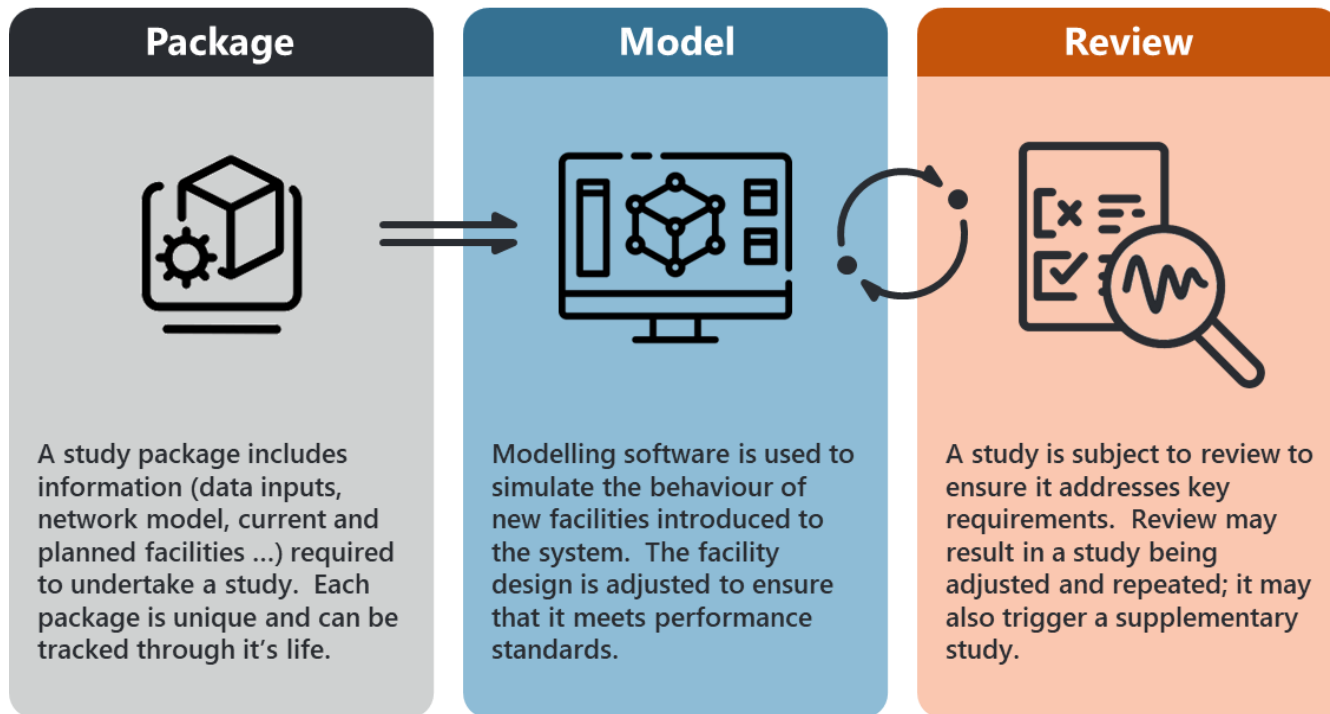 Package
A study package includes
information (data inputs,
network model, current and
planned facilities ...) required
to undertake a study.  Each
package is unique and can be
tracked through it's life.
Model
Modelling software is used to
simulate the behaviour of
new facilities introduced to
the system.  The facility
design is adjusted to ensure
that it meets performance
standards.
Review
A study is subject to review to
ensure it addresses key
requirements.  Review may
result in a study being
adjusted and repeated; it may
also trigger a supplementary
study.